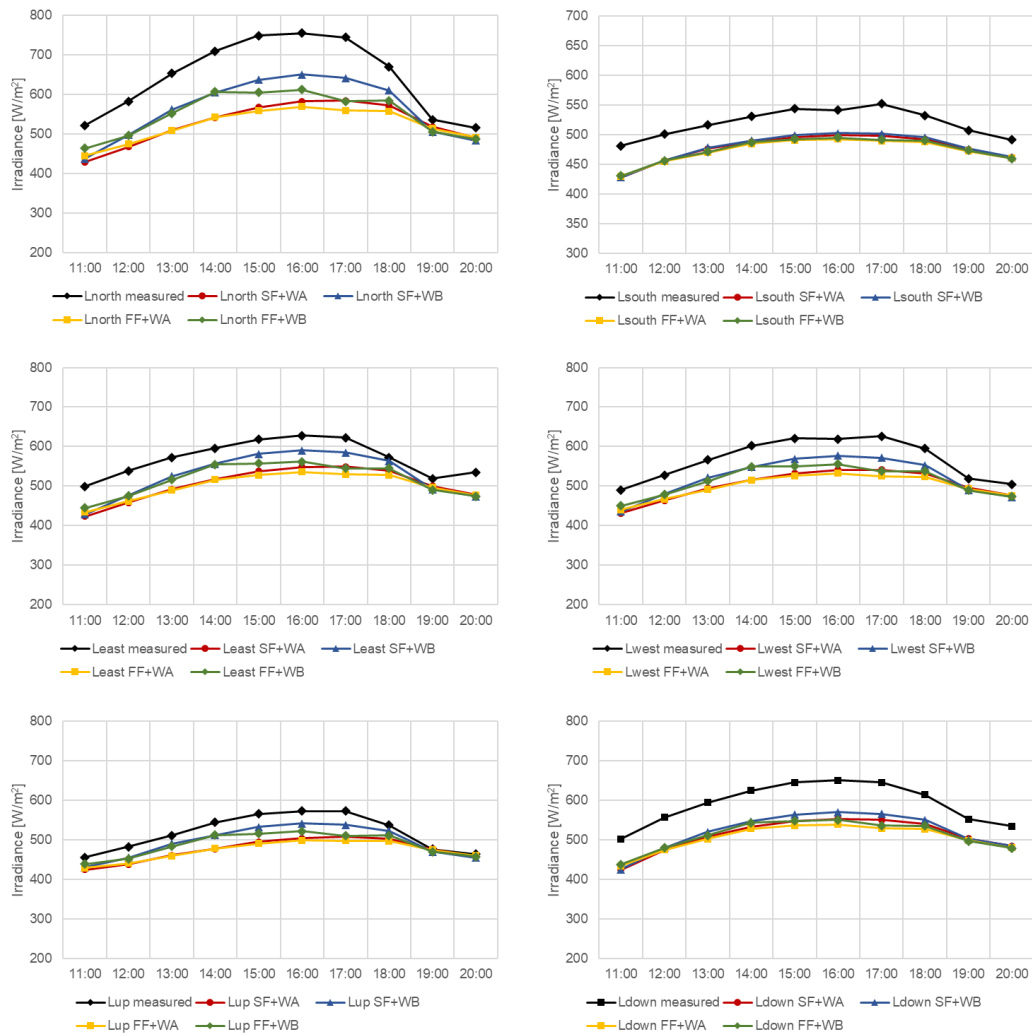 800
700
600
500
400
300
200
Irradiance [W/m²]
11:00 12:00 13:00 14:00 15:00 16:00 17:00 18:00 19:00 20:00
Lnorth measured Lnorth SF+WA Lnorth SF+WB
Lnorth FF+WA Lnorth FF+WB
700
650
600
550
500
450
400
350
300
Irradiance [W/m²]
11:00 12:00 13:00 14:00 15:00 16:00 17:00 18:00 19:00 20:00
Lsouth measured Lsouth SF+WA Lsouth SF+WB
Lsouth FF+WA Lsouth FF+WB
800
700
600
500
400
300
200
Irradiance [W/m²]
11:00 12:00 13:00 14:00 15:00 16:00 17:00 18:00 19:00 20:00
Least measured Least SF+WA Least SF+WB
Least FF+WA Least FF+WB
800
700
600
500
400
300
200
Irradiance [W/m²]
11:00 12:00 13:00 14:00 15:00 16:00 17:00 18:00 19:00 20:00
Lwest measured Lwest SF+WA Lwest SF+WB
Lwest FF+WA Lwest FF+WB
800
700
600
500
400
300
200
Irradiance [W/m²]
11:00 12:00 13:00 14:00 15:00 16:00 17:00 18:00 19:00 20:00
Lup measured Lup SF+WA Lup SF+WB
Lup FF+WA Lup FF+WB
800
700
600
500
400
300
200
Irradiance [W/m²]
11:00 12:00 13:00 14:00 15:00 16:00 17:00 18:00 19:00 20:00
Ldown measured Ldown SF+WA Ldown SF+WB
Ldown FF+WA Ldown FF+WB